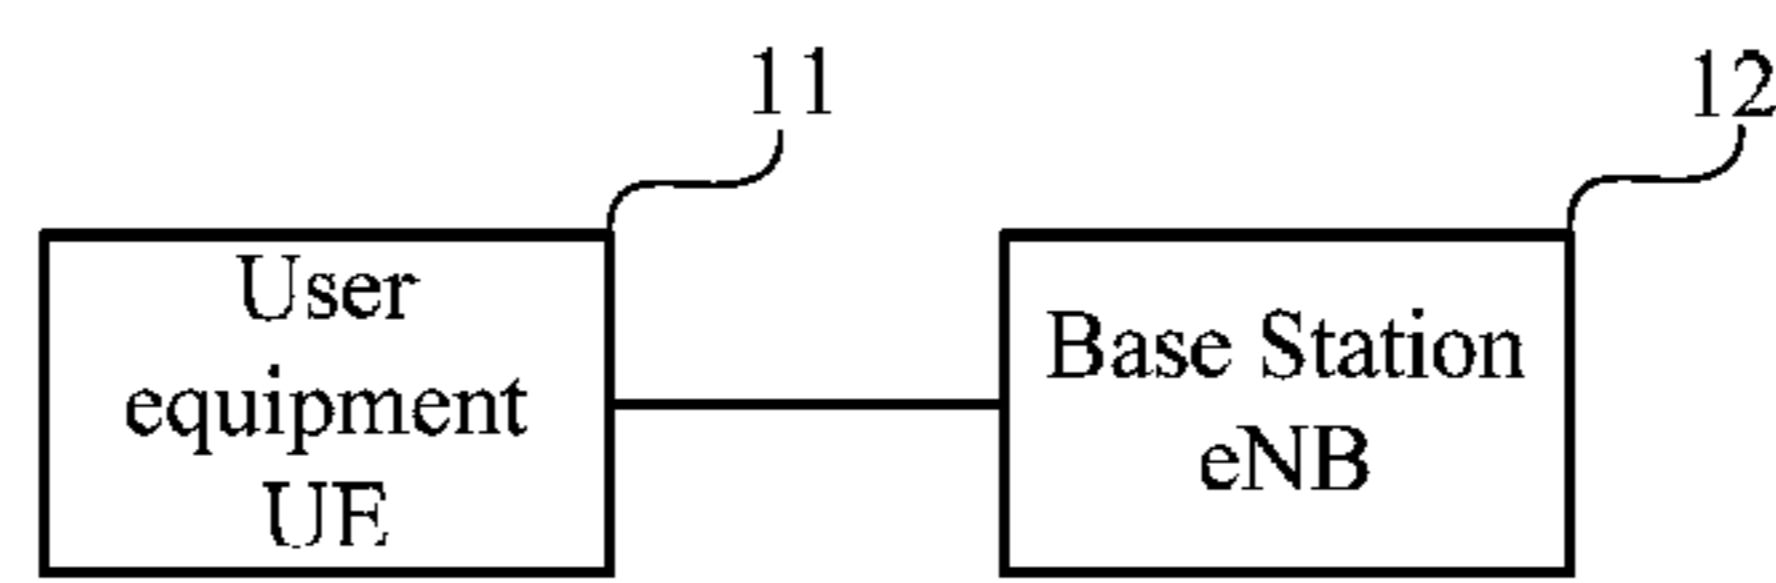 11
12
User
equipment
UE
Base Station
eNB